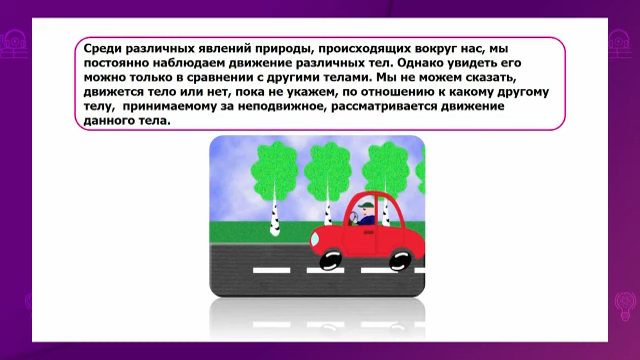 Среди различных явлений природы, происходящих вокруг нас, мы
постоянно наблюдаем движение различных тел. Однако увидеть его
можно только в сравнении с другими телами. Мы не можем сказать,
движется тело или нет, пока не укажем, по отношению к какому другому
телу, принимаемому за неподвижное, рассматривается движение
данного тела.